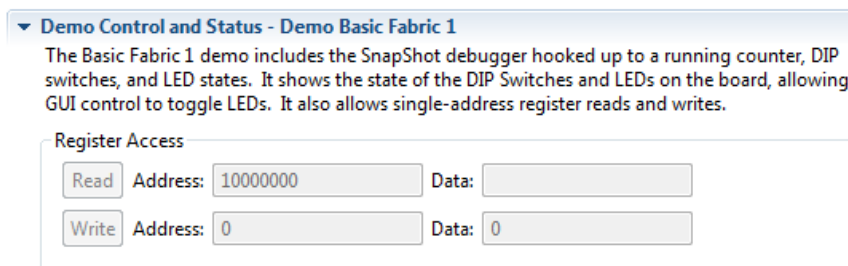 Demo Control and Status - Demo Basic Fabric 1
The Basic Fabric 1 demo includes the SnapShot debugger hooked up to a running counter, DIP
switches, and LED states. It shows the state of the DIP Switches and LEDs on the board, allowing
GUI control to toggle LEDs. It also allows single-address register reads and writes.
Register Access
Read Address: 10000000 Data:
Write Address: 0 Data: 0